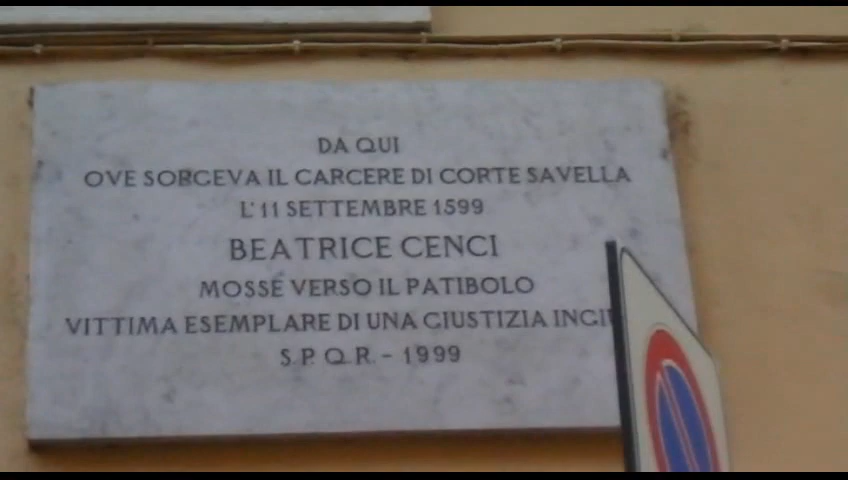 DA QUI
OVE SORGEVA IL CARCERE DI CORTE SAVELLA
L'11 SETTEMBRE 1599
BEATRICE CENCI
MOSSE VERSO IL PATIBOLO
VITTIMA ESEMPLARE DI UNA GIUSTIZIA
S.P.Q.R. - 1999